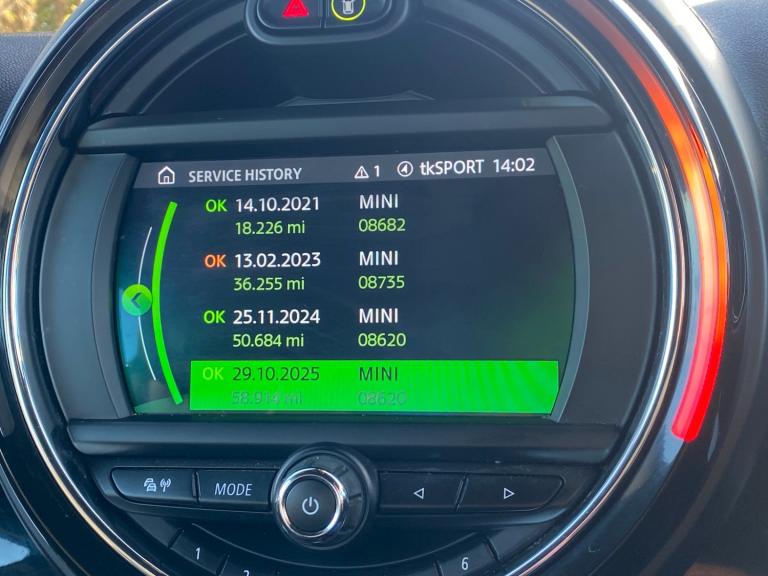 SERVICE HISTORY 1 tkSPORT 14:02
OK 14.10.2021 MINI
18.226 mi 08682
OK 13.02.2023 MINI
36.255 mi 08735
OK 25.11.2024 MINI
50.684 mi 08620
OK 29.10.2025 MINI
58.914 mi 08620
MODE
1
2
6